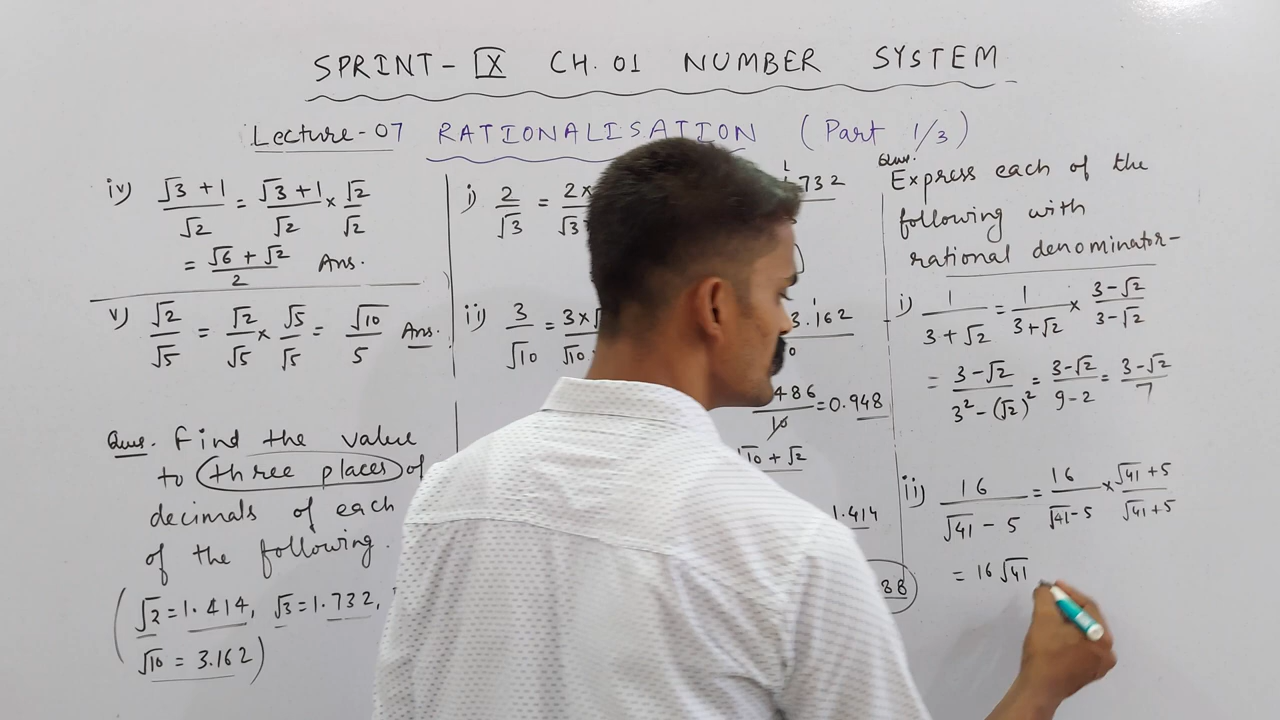 SPRINT-IX CH. 01 NUMBER SYSTEM
Lecture-07 RATIONALISATION (Part 1/3)
iv) (√3 +1)/√2 = (√3 +1)/√2 × √2/√2
= (√6 + √2)/2 Ans.
v) √2/√5 = √2/√5 × √5/√5 = √10/5 Ans.
Ques. Find the value
to three places of
decimals of each
of the following.
(√2 = 1.414, √3 = 1.732,
√10 = 3.162)
i) 2/√3 = 2×/√3
732
ii) 3/√10 = 3×√/√10
3.162
486/10 = 0.948
√10 + √2
1.414
38
Ques.
Express each of the
following with
rational denominator-
i) 1/(3+√2) = 1/(3+√2) × (3-√2)/(3-√2)
= (3-√2)/(3² - (√2)²) = (3-√2)/(9-2) = (3-√2)/7
ii) 16/(√41 - 5) = 16/(√41-5) × (√41+5)/(√41+5)
= 16√41